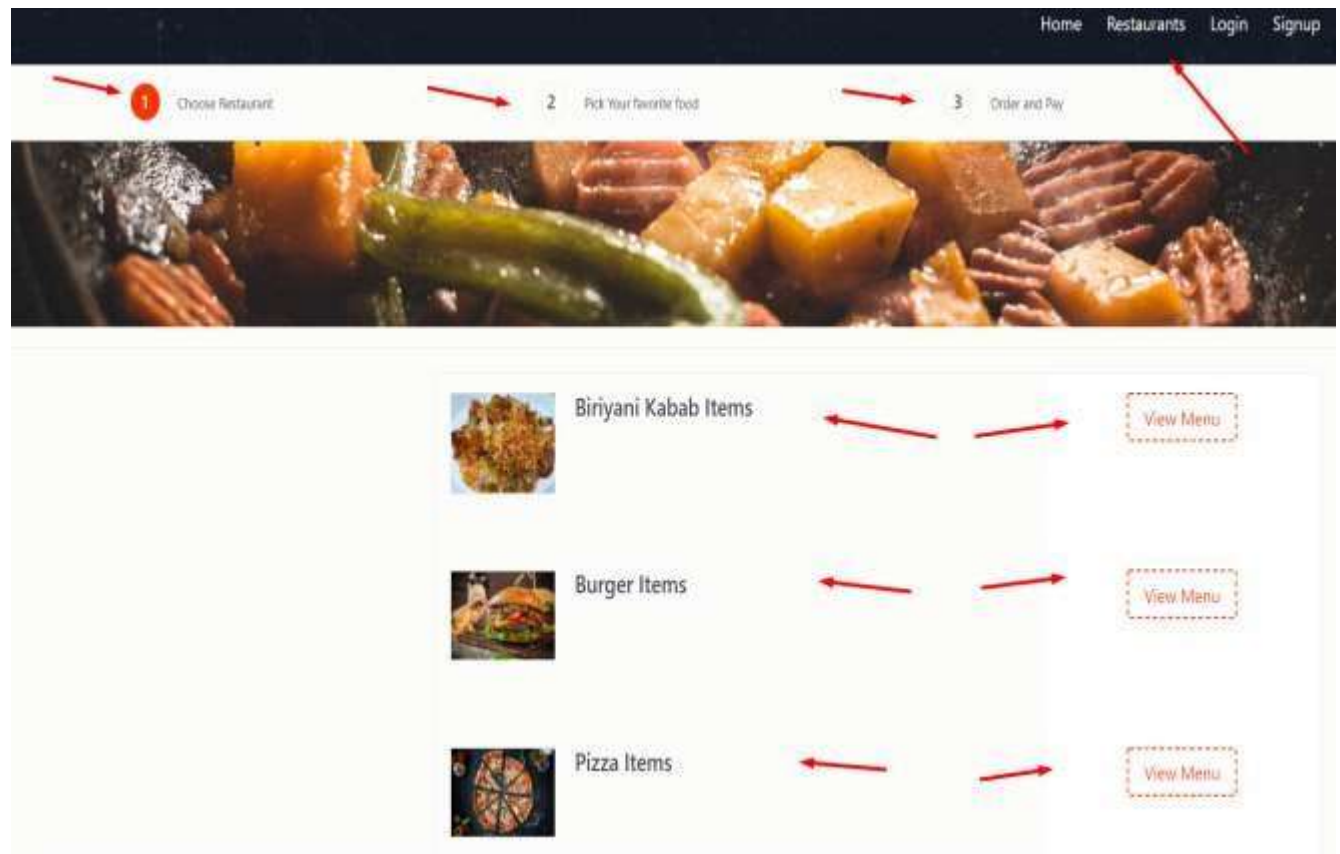 Home Restaurants Login Signup
1 Choose Restaurant 2 Pick Your favorite food 3 Order and Pay
Biriyani Kabab Items View Menu
Burger Items View Menu
Pizza Items View Menu